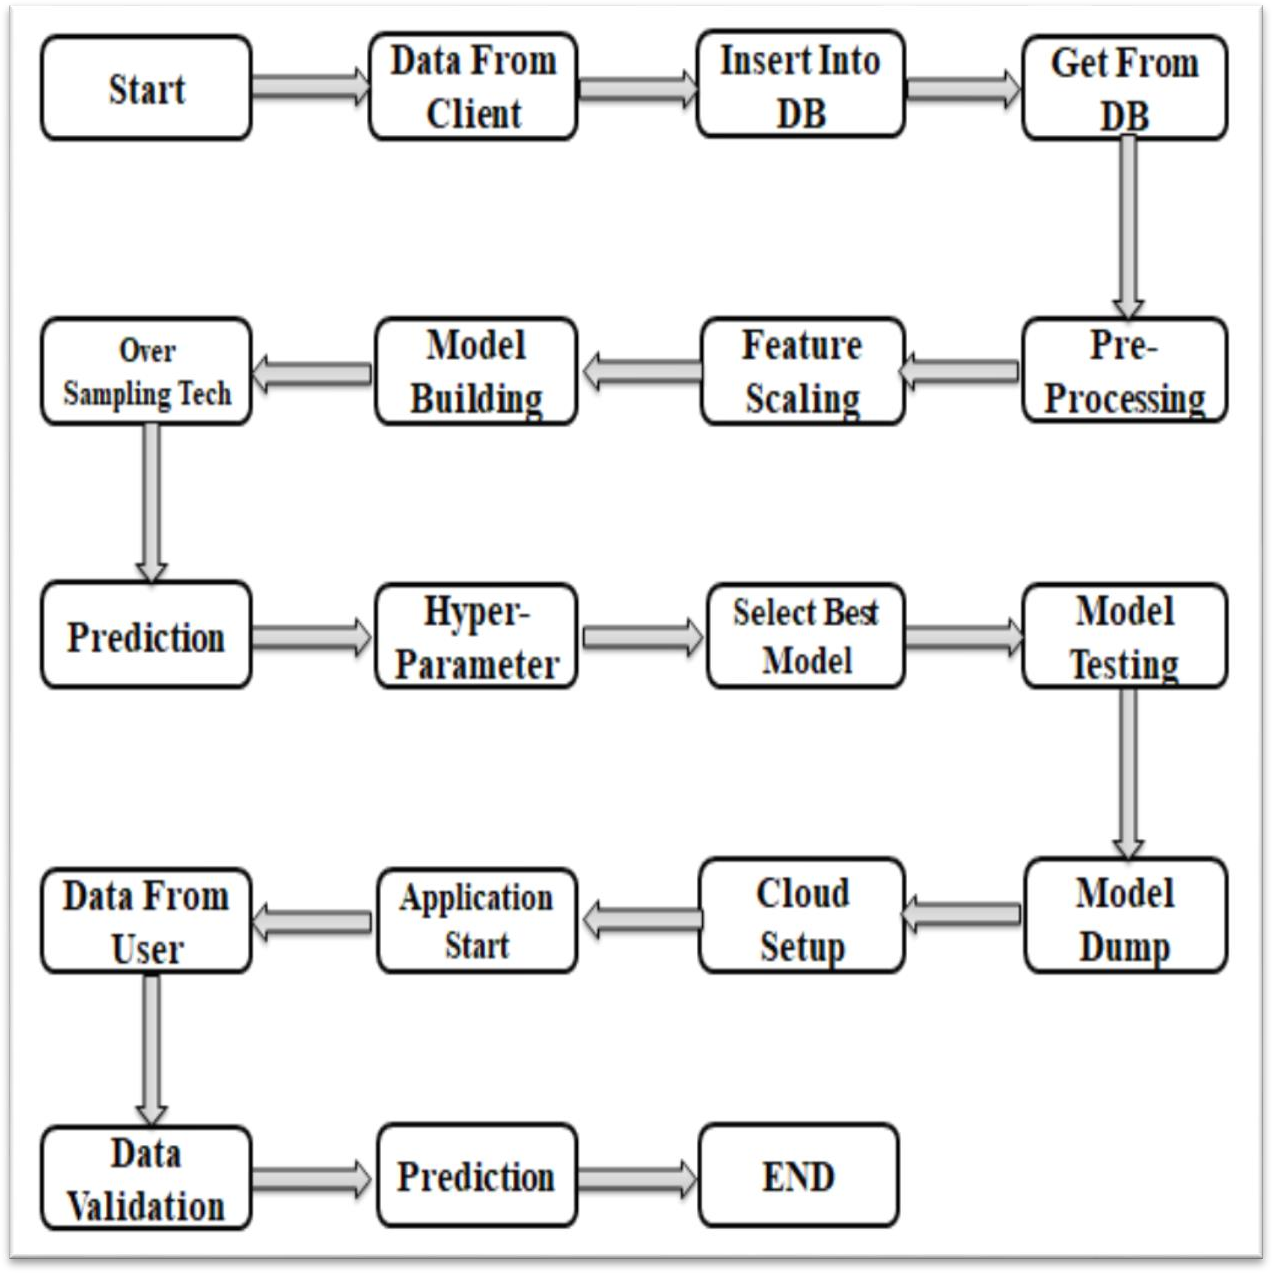 Start
Data From
Client
Insert Into
DB
Get From
DB
Over
Sampling Tech
Model
Building
Feature
Scaling
Pre-
Processing
Prediction
Hyper-
Parameter
Select Best
Model
Model
Testing
Data From
User
Application
Start
Cloud
Setup
Model
Dump
Data
Validation
Prediction
END